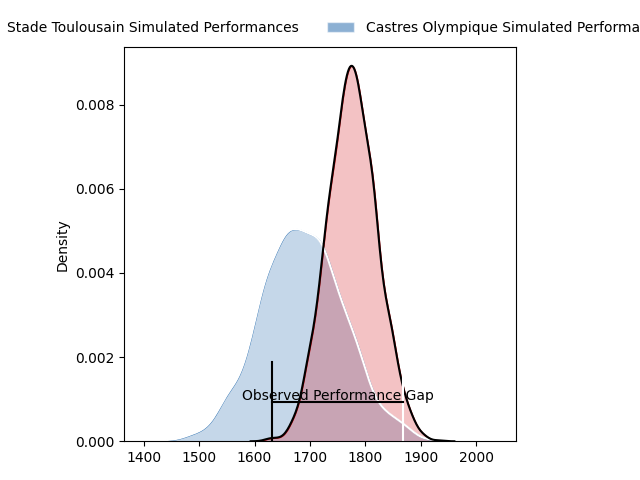 Stade Toulousain Simulated Performances Castres Olympique Simulated Performa
0.008
0.006
Density
0.004
0.002
Observed Performance Gap
0.000
1400 1500 1600 1700 1800 1900 2000